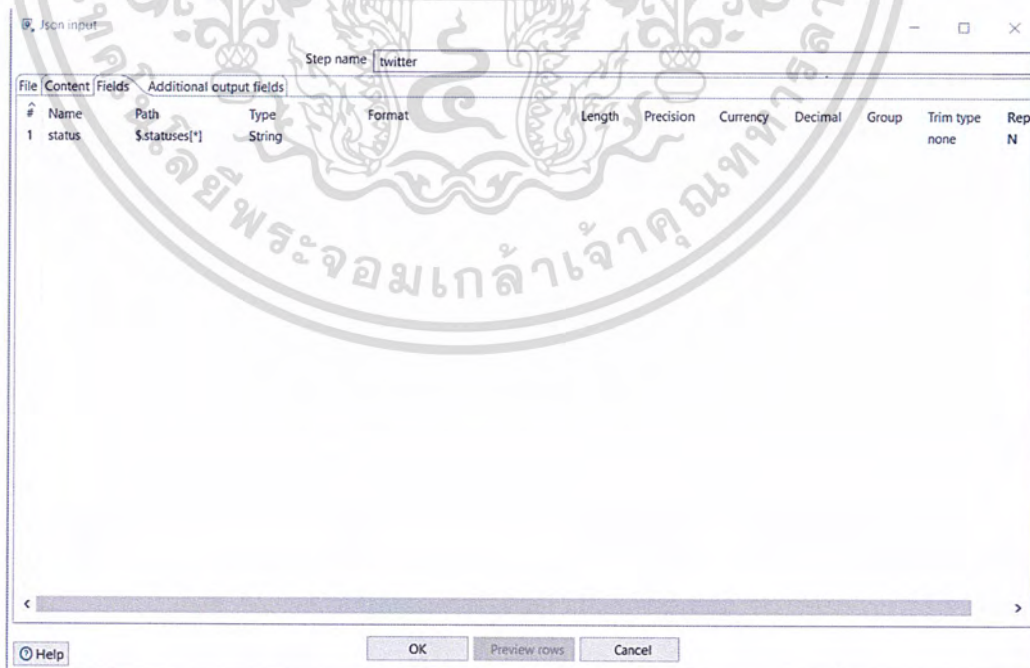 Json input
Step name twitter
File Content Fields Additional output fields
# Name Path Type Format Length Precision Currency Decimal Group Trim type Rep
1 status $.statuses[*] String none N
พระจอมเกล้าเจ้าคุณทหาร
Help OK Preview rows Cancel